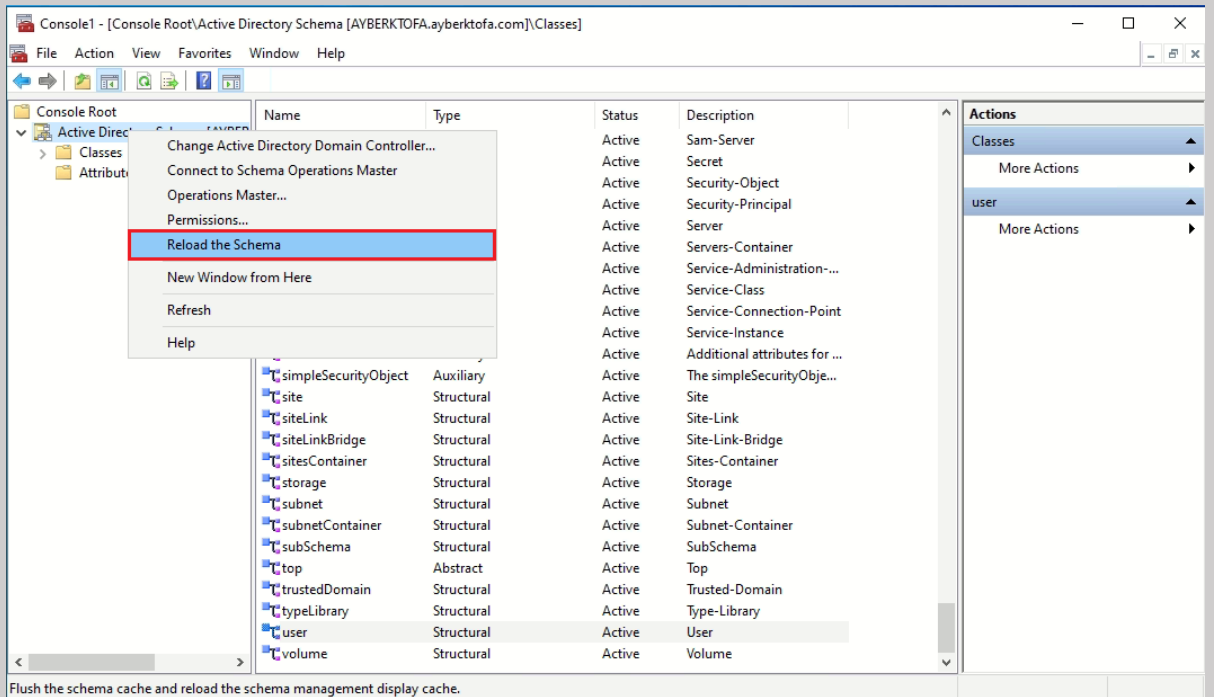 Console1 - [Console Root\Active Directory Schema [AYBERKTOFA.ayberktofa.com]\Classes]
File Action View Favorites Window Help
Console Root
Active Direc
Classes
Attribut
Change Active Directory Domain Controller...
Connect to Schema Operations Master
Operations Master...
Permissions...
Reload the Schema
New Window from Here
Refresh
Help
Name Type Status Description
Active Sam-Server
Active Secret
Active Security-Object
Active Security-Principal
Active Server
Active Servers-Container
Active Service-Administration-...
Active Service-Class
Active Service-Connection-Point
Active Service-Instance
Active Additional attributes for ...
simpleSecurityObject Auxiliary Active The simpleSecurityObje...
site Structural Active Site
siteLink Structural Active Site-Link
siteLinkBridge Structural Active Site-Link-Bridge
sitesContainer Structural Active Sites-Container
storage Structural Active Storage
subnet Structural Active Subnet
subnetContainer Structural Active Subnet-Container
subSchema Structural Active SubSchema
top Abstract Active Top
trustedDomain Structural Active Trusted-Domain
typeLibrary Structural Active Type-Library
user Structural Active User
volume Structural Active Volume
Actions
Classes
More Actions
user
More Actions
Flush the schema cache and reload the schema management display cache.